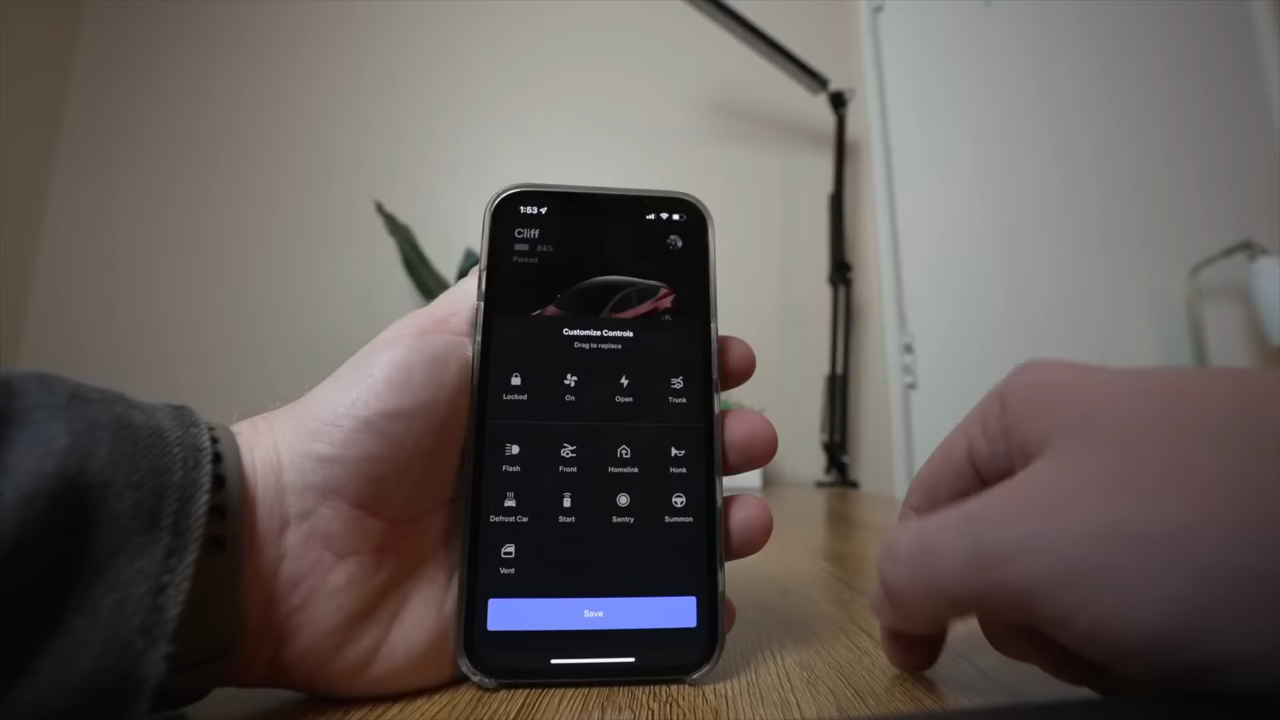 1:53
Cliff
64%
Parked
Customize Controls
Drag to replace
Locked On Open Trunk
Flash Front Homelink Honk
Defrost Car Start Sentry Summon
Vent
Save